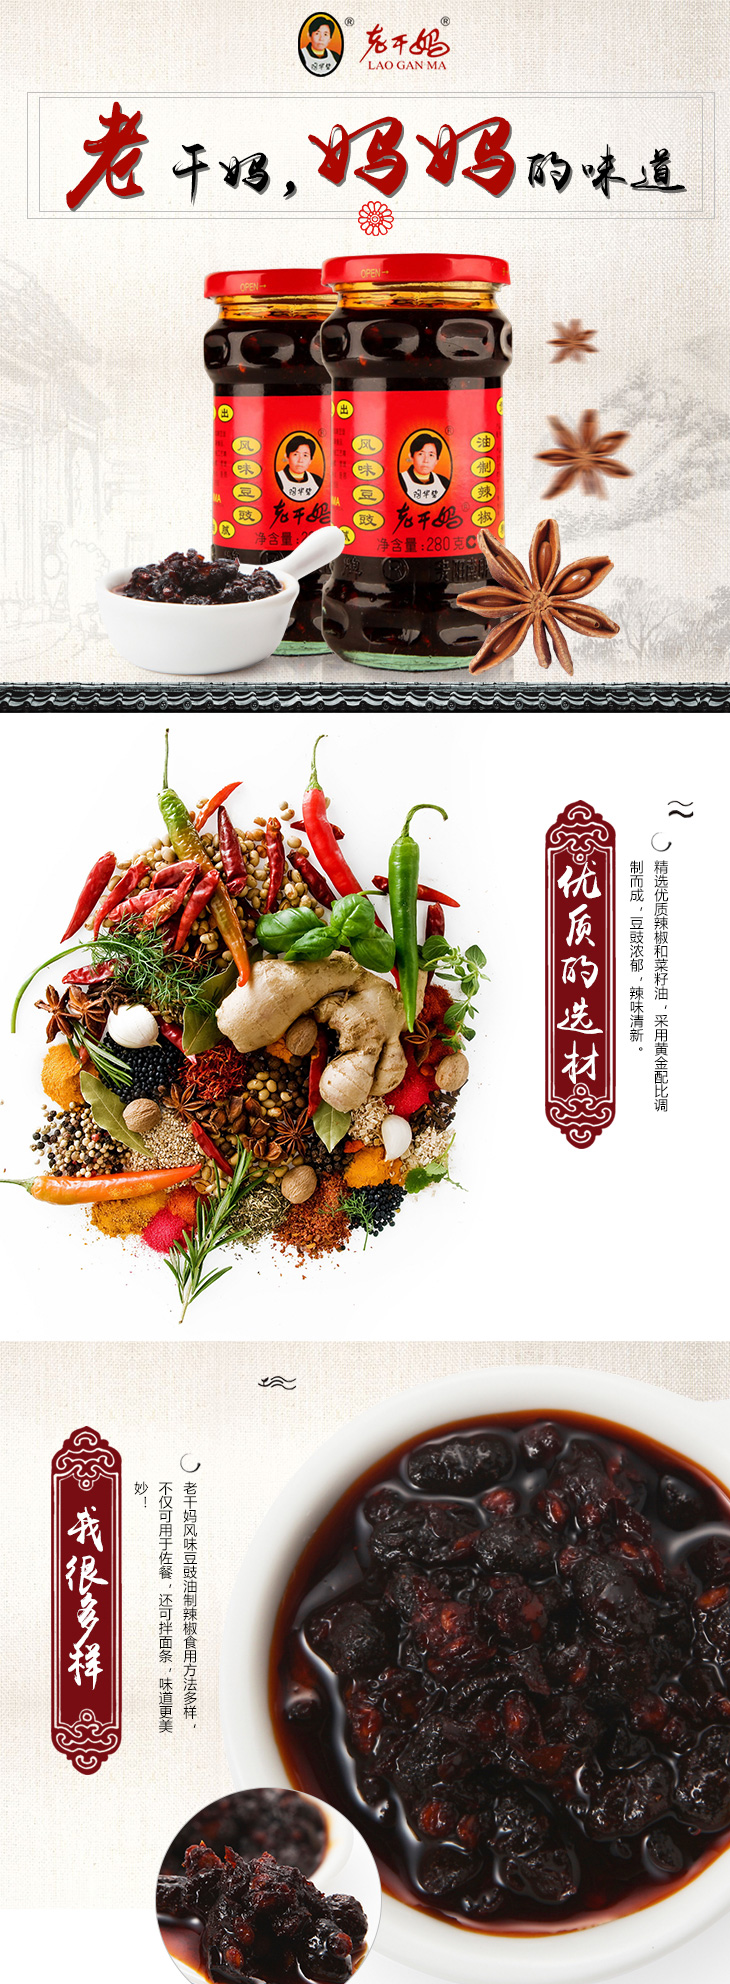 老干妈
LAO GAN MA
老干妈，妈妈的味道
OPEN→
OPEN→
出
风味豆豉
老干妈
净含量:2
风味豆豉
油制辣椒
老干妈
净含量:280克
优质的选材
精选优质辣椒和菜籽油，采用黄金配比调
制而成，豆豉浓郁，辣味清新。
我很多样
老干妈风味豆豉油制辣椒食用方法多样，
不仅可用于佐餐，还可拌面条，味道更美
妙！